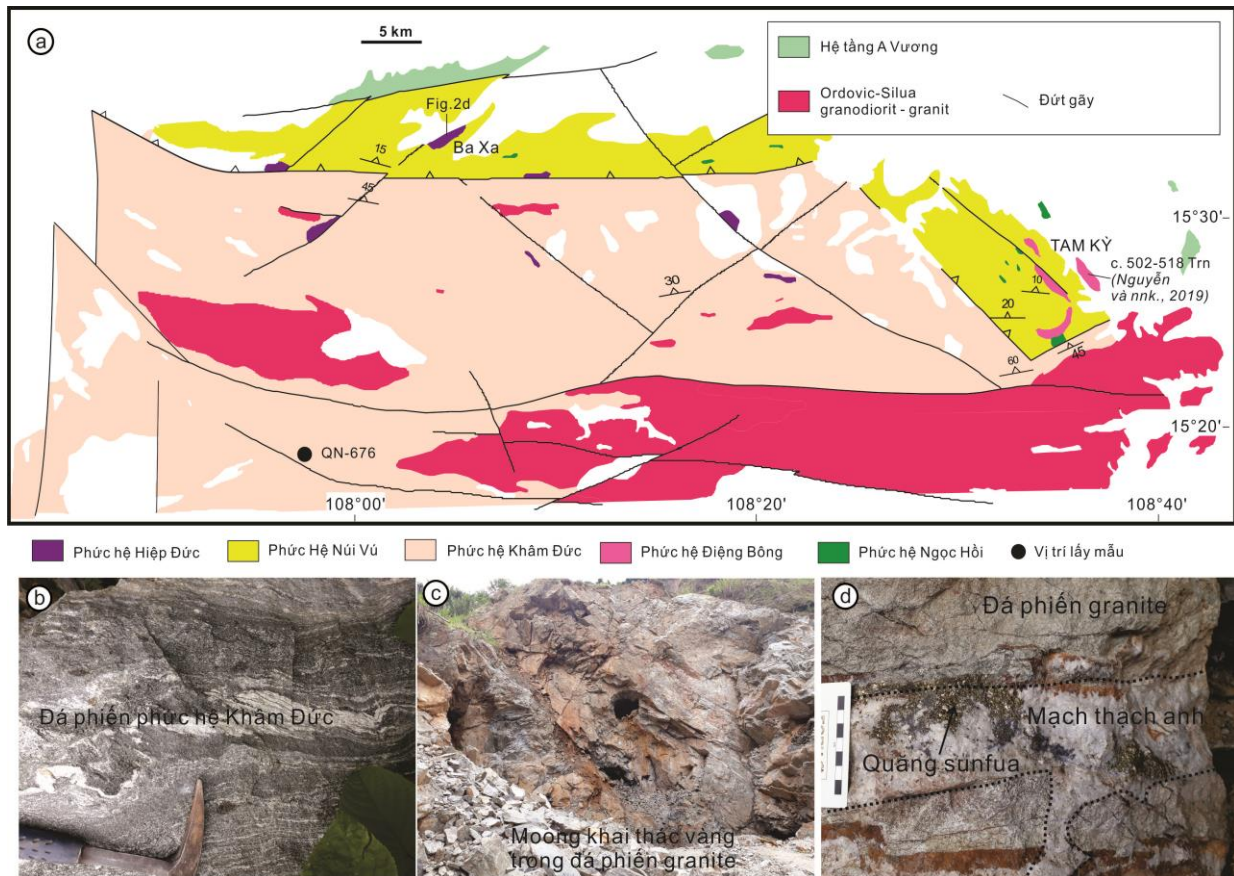 a
5 km
Hệ tầng A Vương
Ordovic-Silua
granodiorit - granit
Đứt gãy
Fig.2d
15
Ba Xa
45
15°30'
TAM KỲ
c. 502-518 Trn
(Nguyễn
và nnk., 2019)
10
30
20
60
45
15°20'
QN-676
108°00'
108°20'
108°40'
Phức hệ Hiệp Đức
Phức Hệ Núi Vú
Phức hệ Khâm Đức
Phức hệ Điệng Bông
Phức hệ Ngọc Hồi
Vị trí lấy mẫu
b
Đá phiến phức hệ Khâm Đức
c
Moong khai thác vàng
trong đá phiến granite
d
Đá phiến granite
Mạch thạch anh
Quặng sunfua